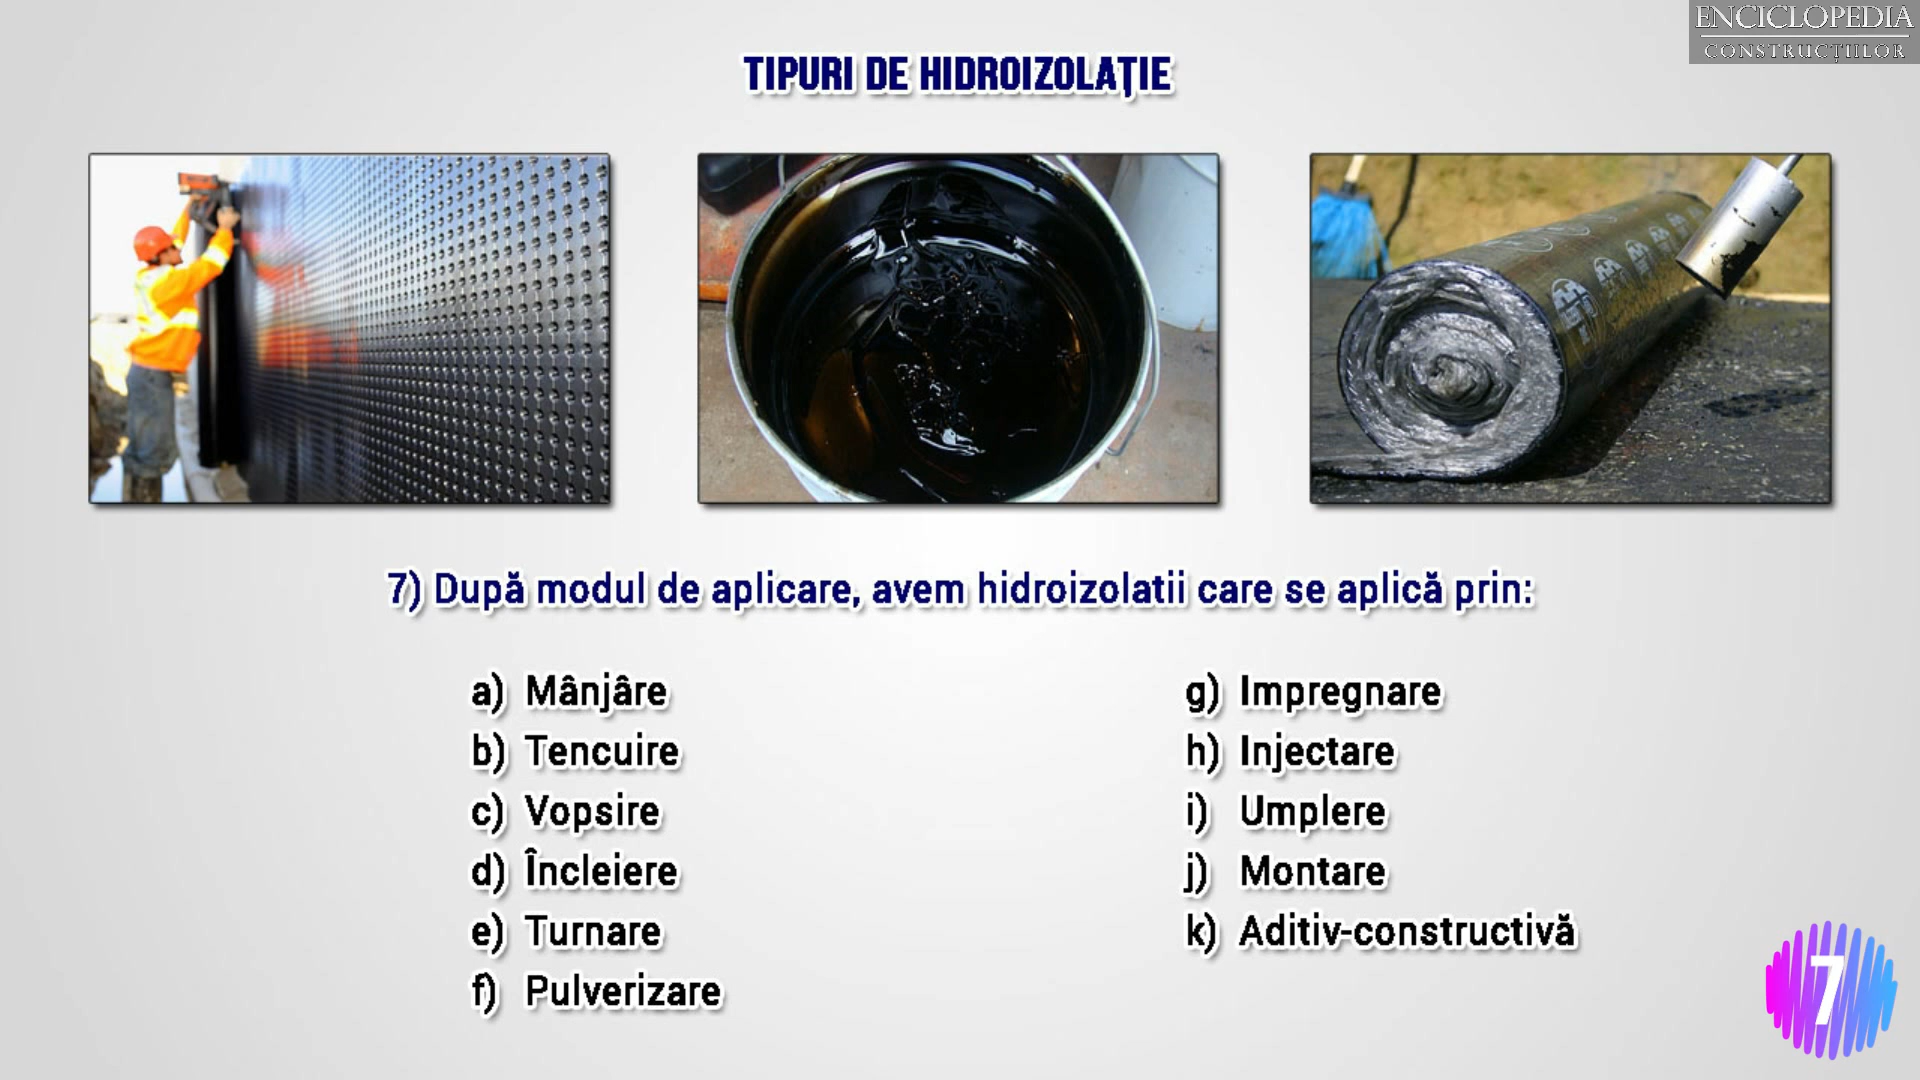 ENCICLOPEDIA
CONSTRUCȚIILOR
TIPURI DE HIDROIZOLAȚIE
7) După modul de aplicare, avem hidroizolatii care se aplică prin:
a) Mânjâre
b) Tencuire
c) Vopsire
d) Încleiere
e) Turnare
f) Pulverizare
g) Impregnare
h) Injectare
i) Umplere
j) Montare
k) Aditiv-constructivă
7